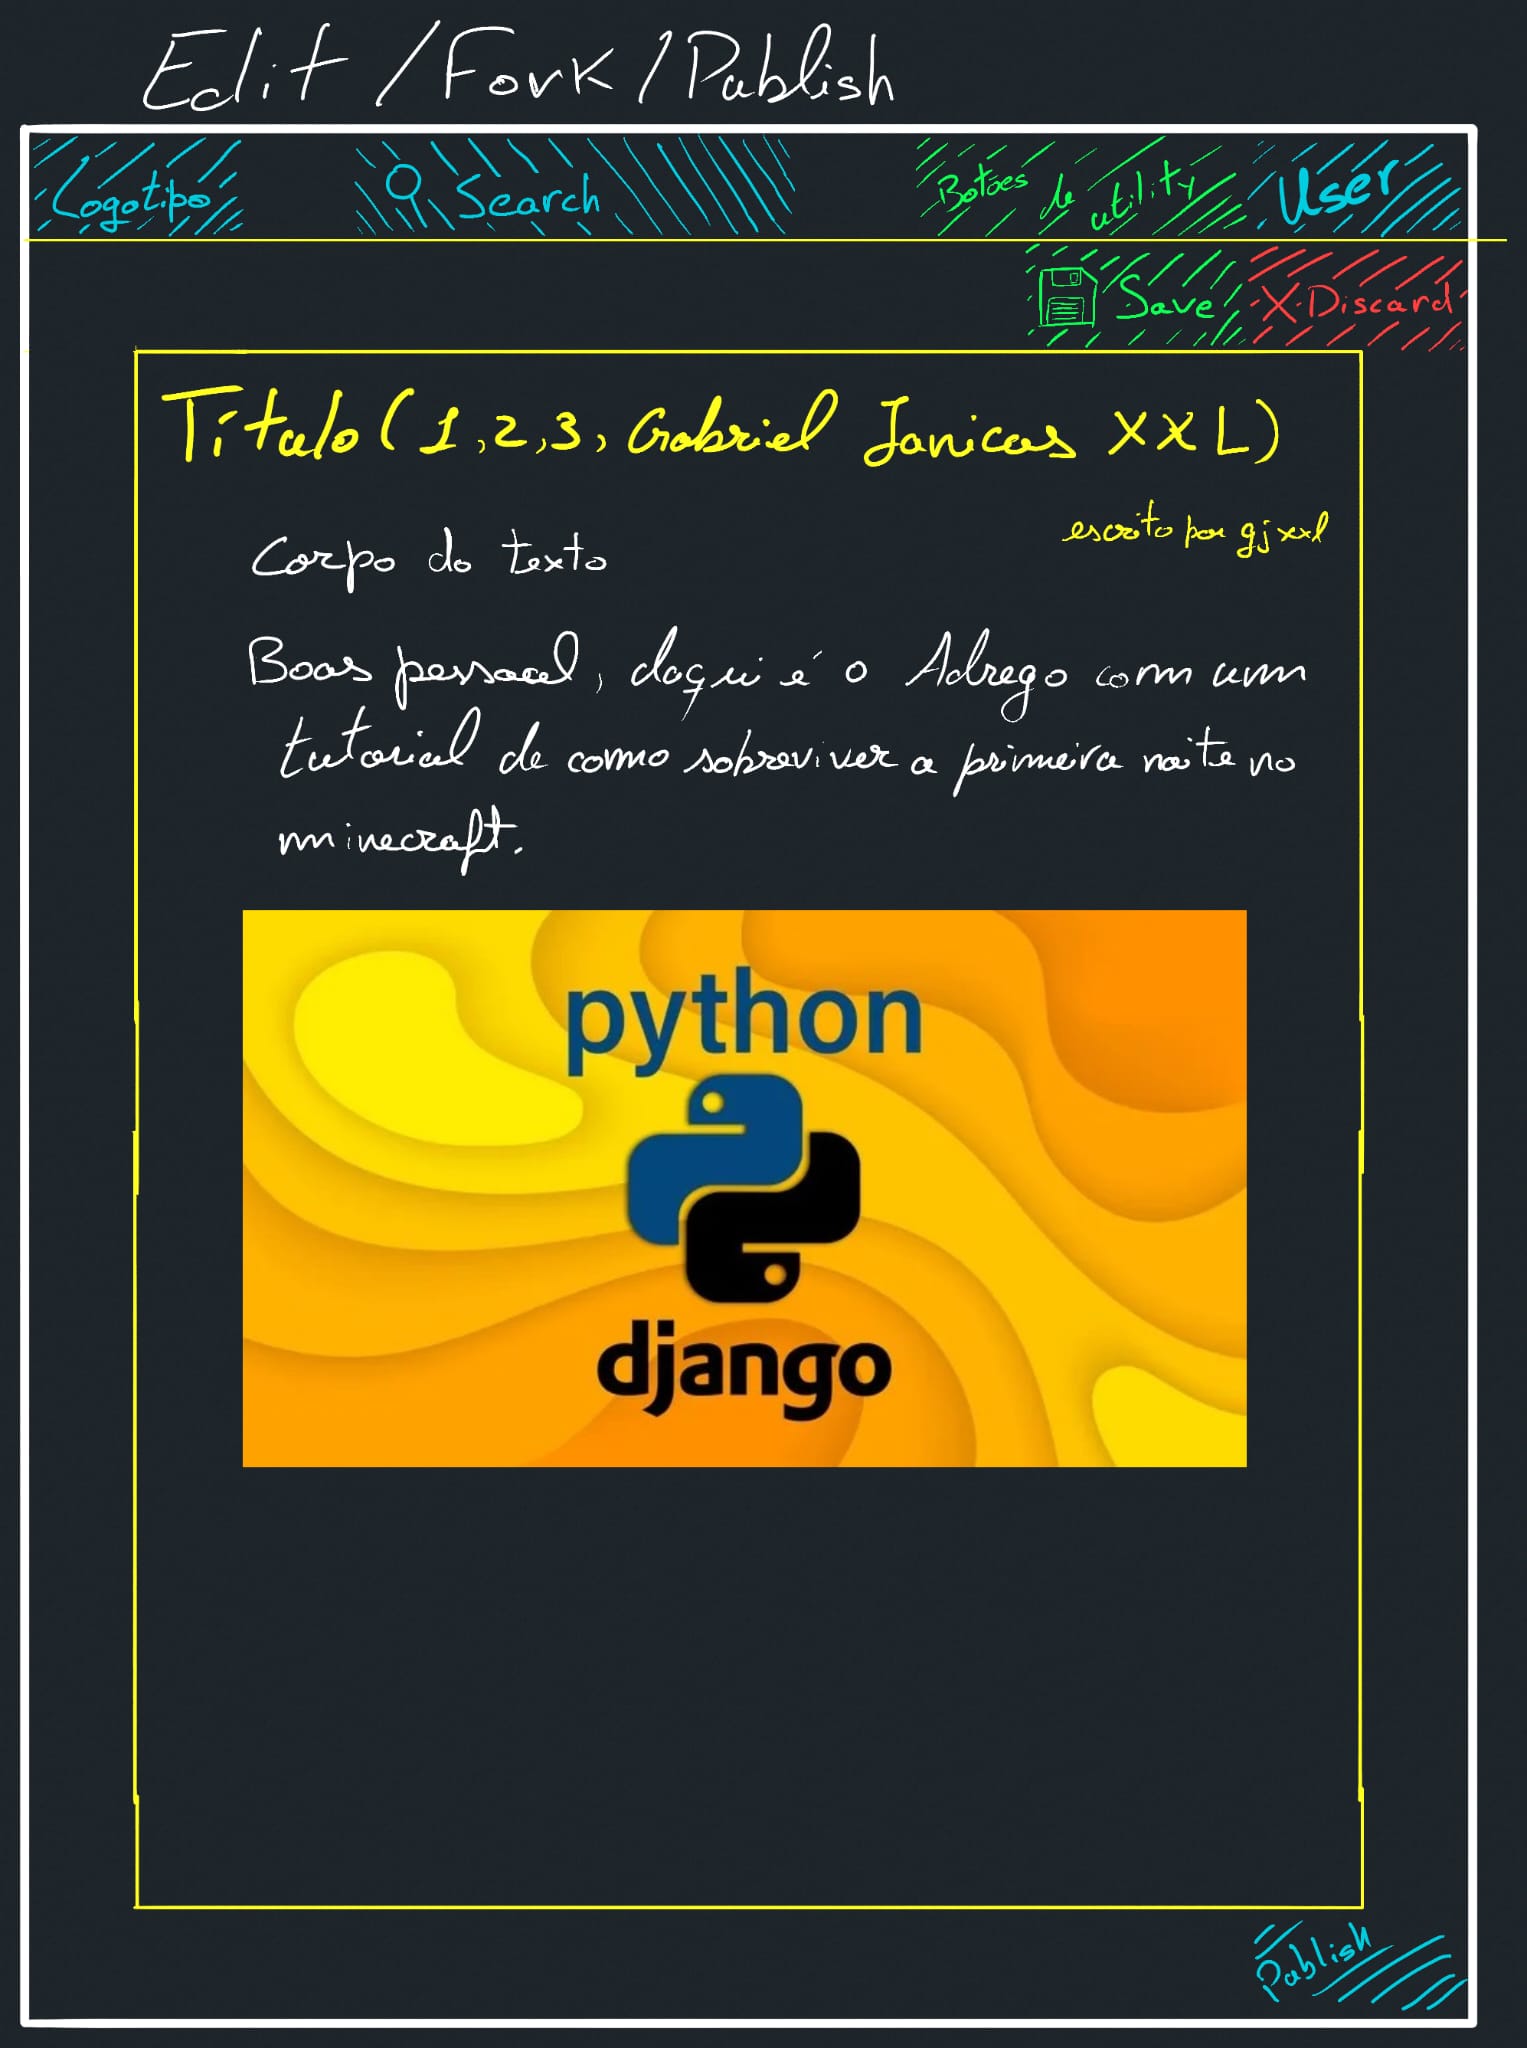 Edit / Fork / Publish
Logotipo Search Botões de utility User
Save X Discard
Título (1,2,3, Gabriel Janicas XXL)
escrito por gjxxl
Corpo do texto
Boas pessoal, daqui é o Adrego com um
tutorial de como sobreviver a primeira noite no
minecraft.
python
django
Publish